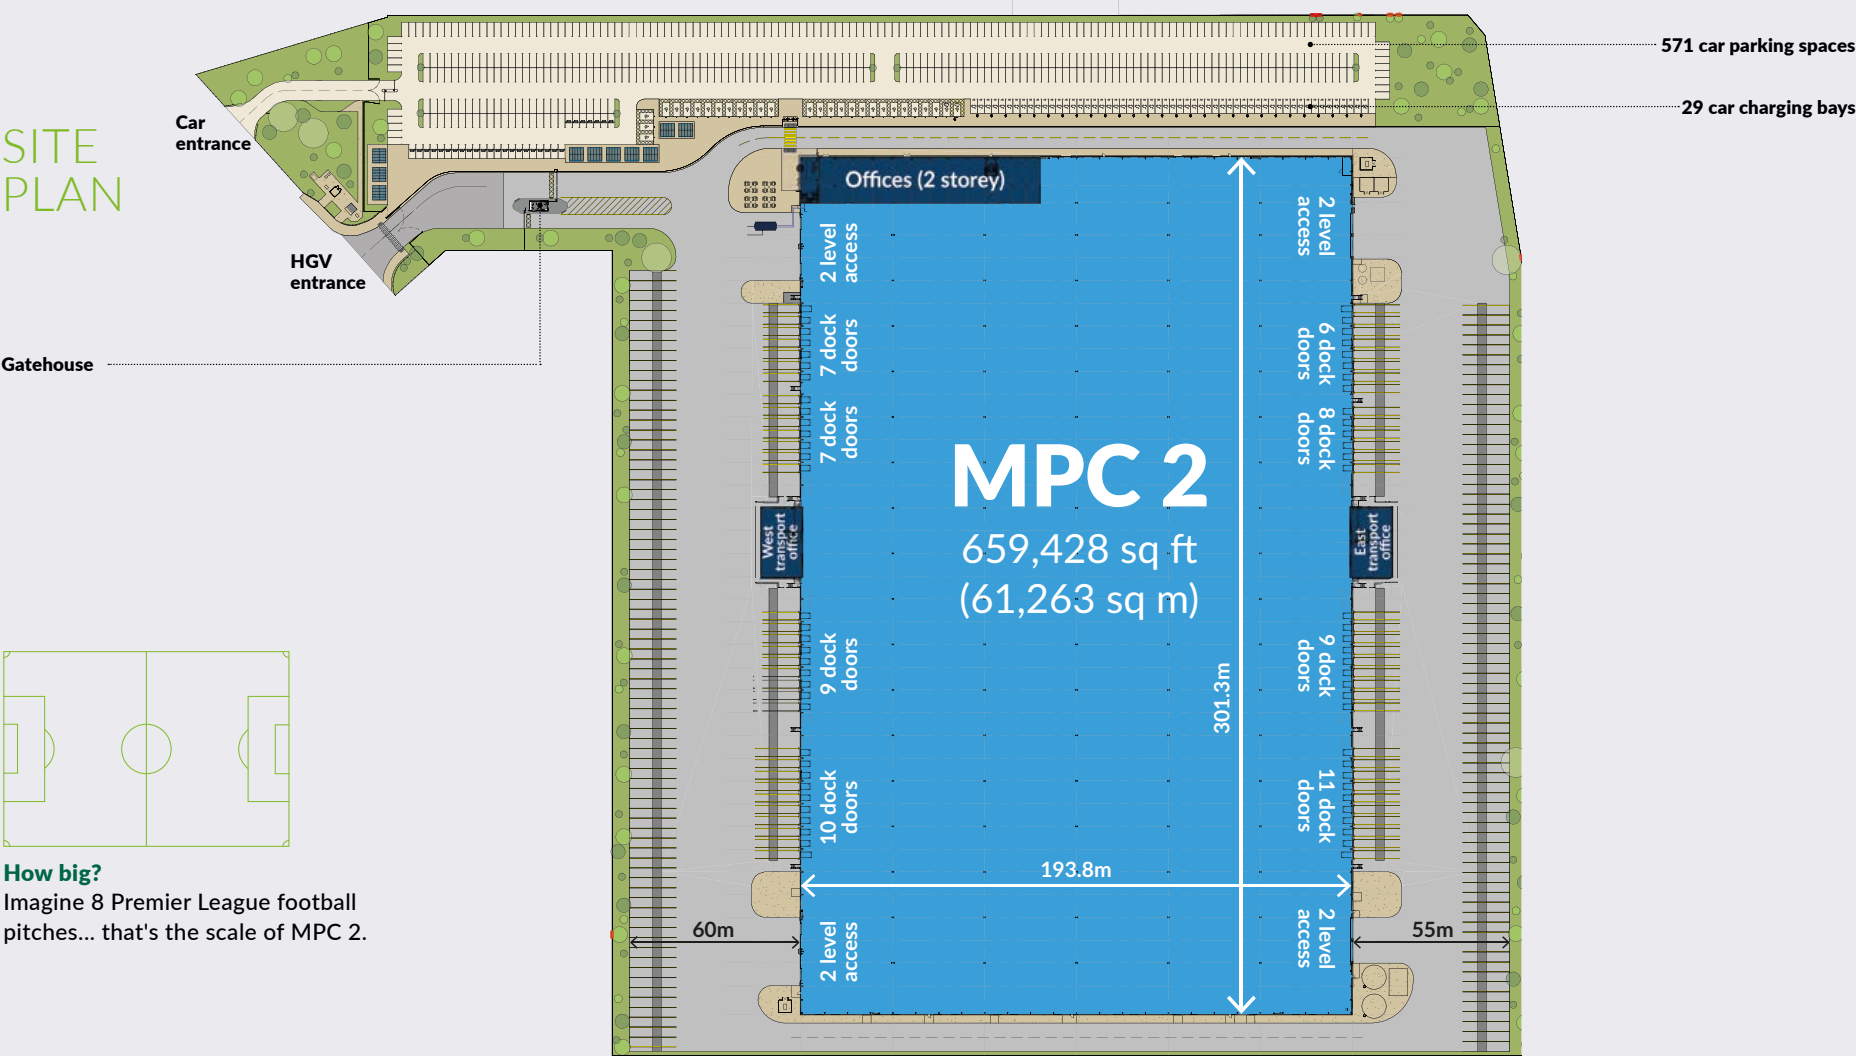 571 car parking spaces
29 car charging bays
Car
entrance
SITE
PLAN
Offices (2 storey)
HGV
entrance
Gatehouse
2 level
access
7 dock
doors
7 dock
doors
West
transport
office
9 dock
doors
10 dock
doors
2 level
access
MPC 2
659,428 sq ft
(61,263 sq m)
301.3m
193.8m
2 level
access
6 dock
doors
8 dock
doors
East
transport
office
9 dock
doors
11 dock
doors
2 level
access
60m
55m
How big?
Imagine 8 Premier League football
pitches... that's the scale of MPC 2.